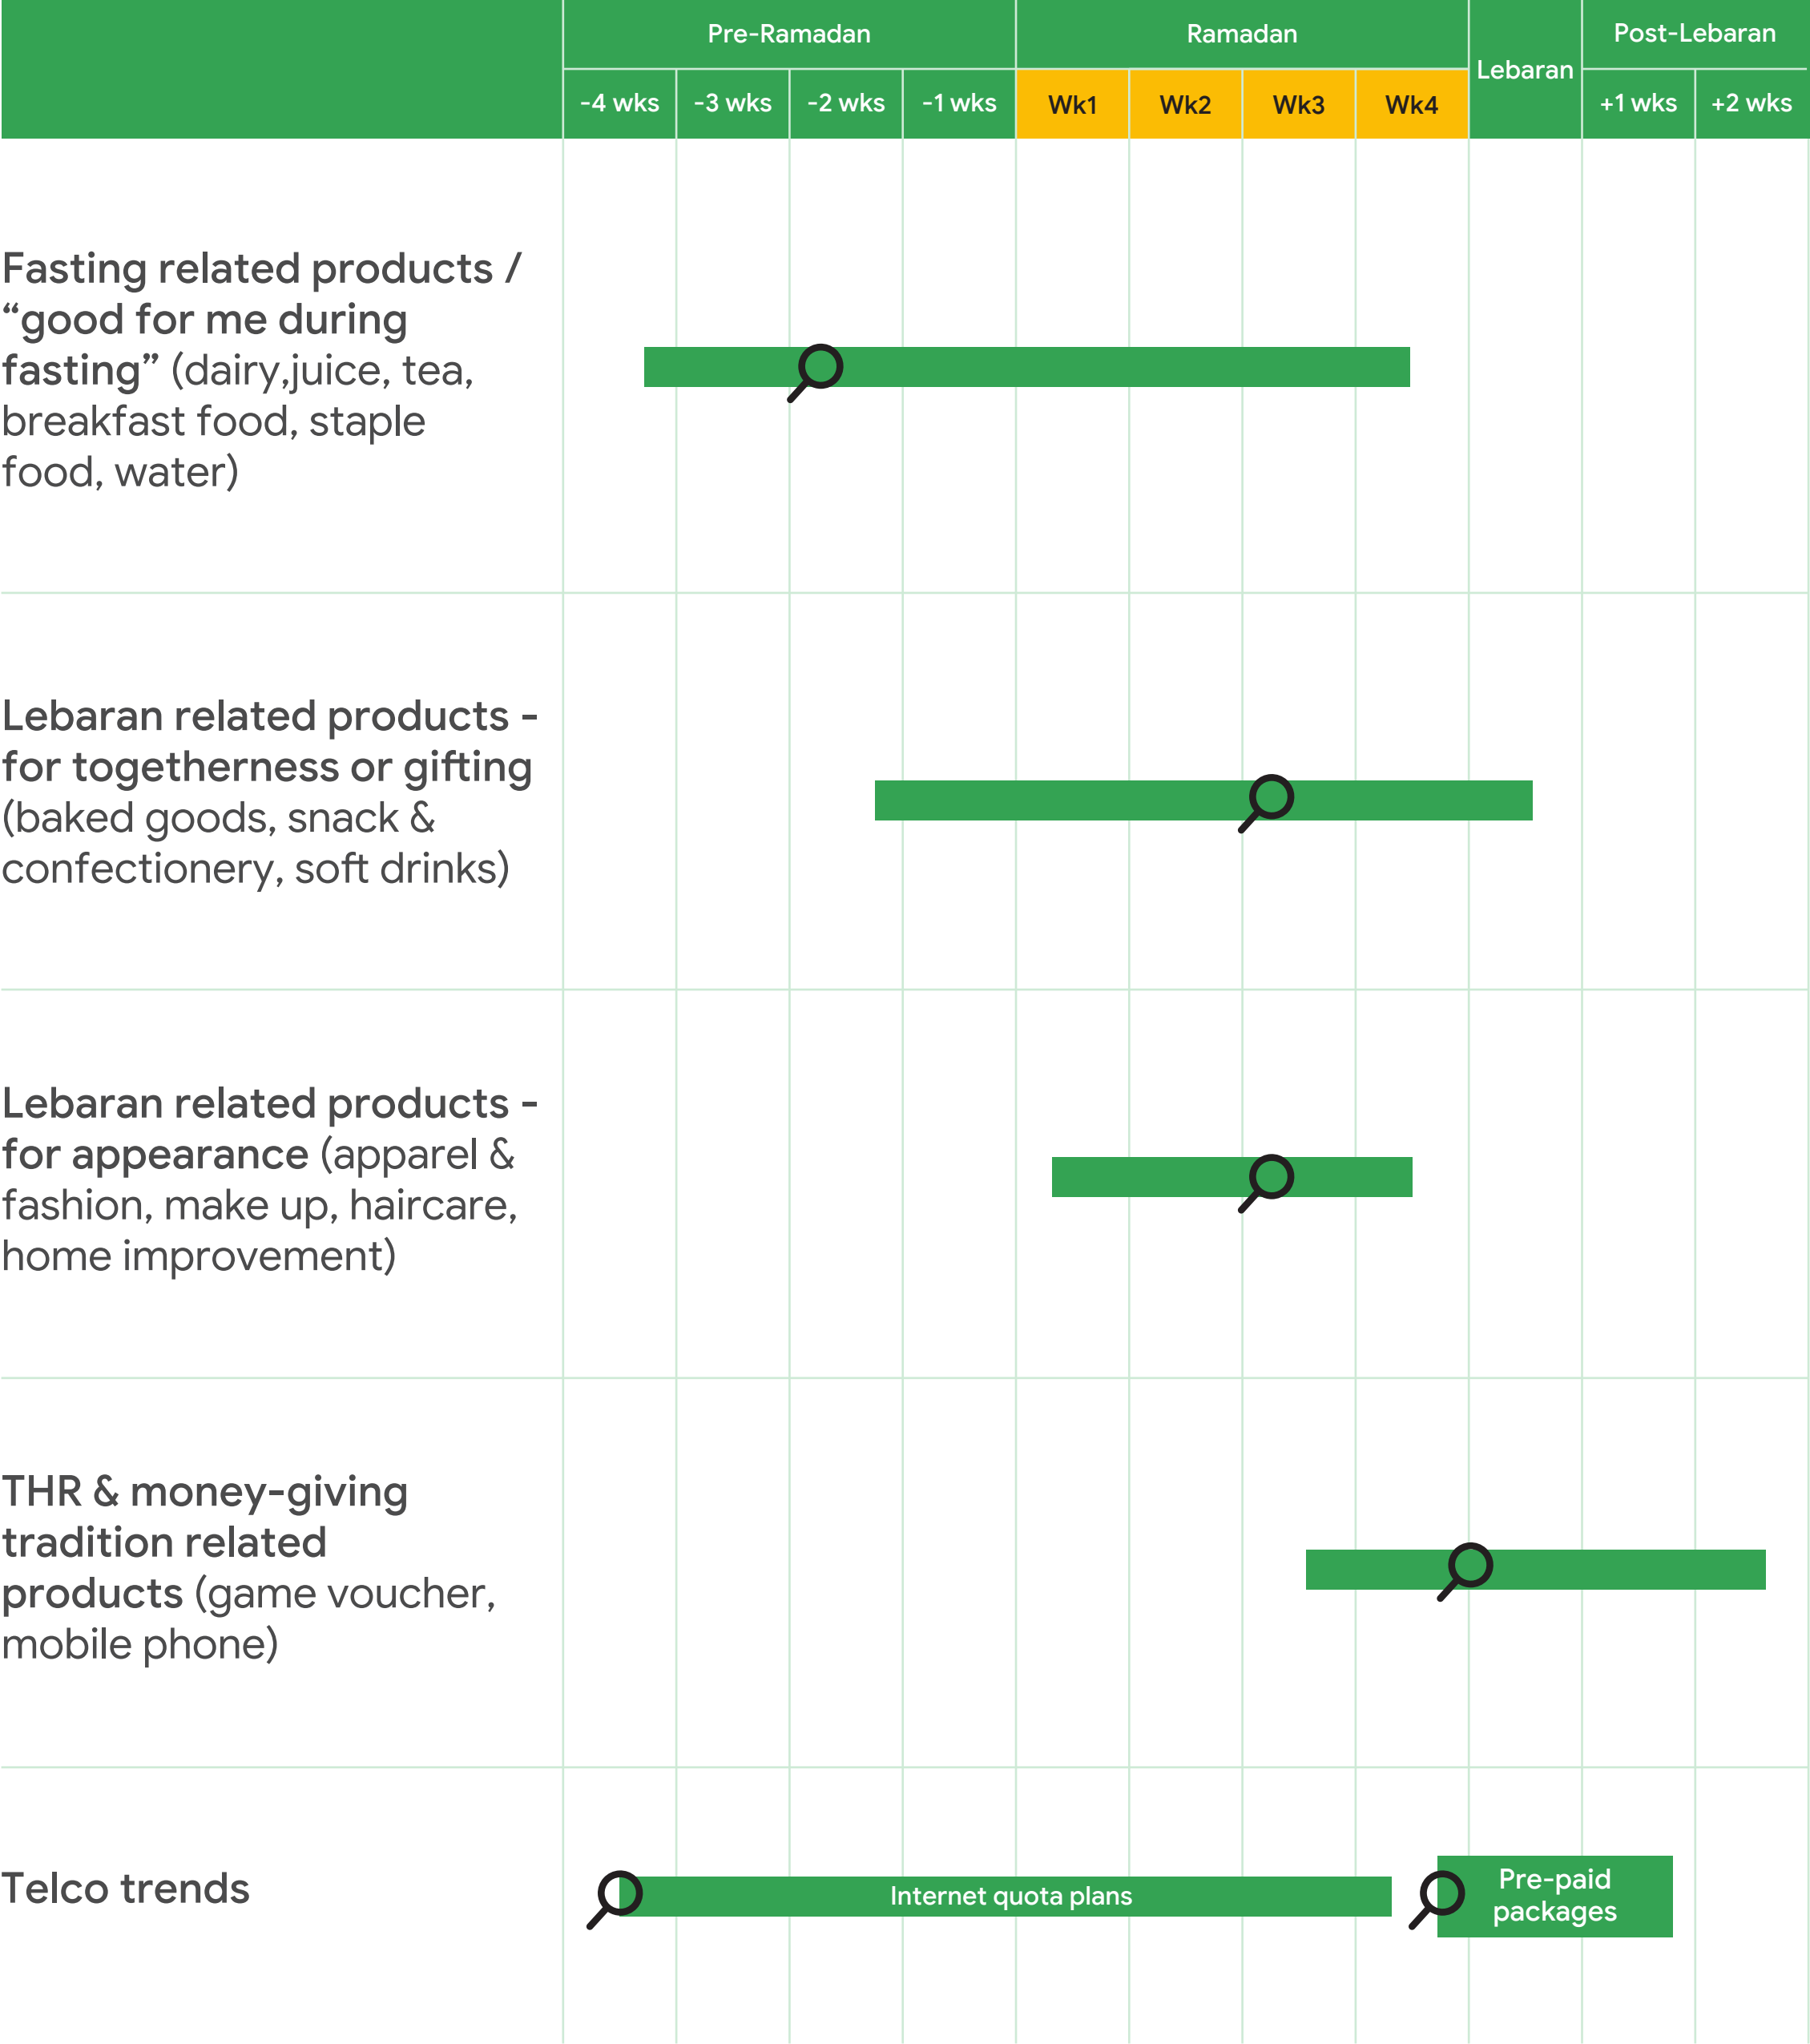 Pre-Ramadan
Ramadan
Lebaran
Post-Lebaran
-4 wks
-3 wks
-2 wks
-1 wks
Wk1
Wk2
Wk3
Wk4
+1 wks
+2 wks
Fasting related products /
“good for me during
fasting” (dairy,juice, tea,
breakfast food, staple
food, water)
Lebaran related products -
for togetherness or gifting
(baked goods, snack &
confectionery, soft drinks)
Lebaran related products -
for appearance (apparel &
fashion, make up, haircare,
home improvement)
THR & money-giving
tradition related
products (game voucher,
mobile phone)
Telco trends
Internet quota plans
Pre-paid
packages